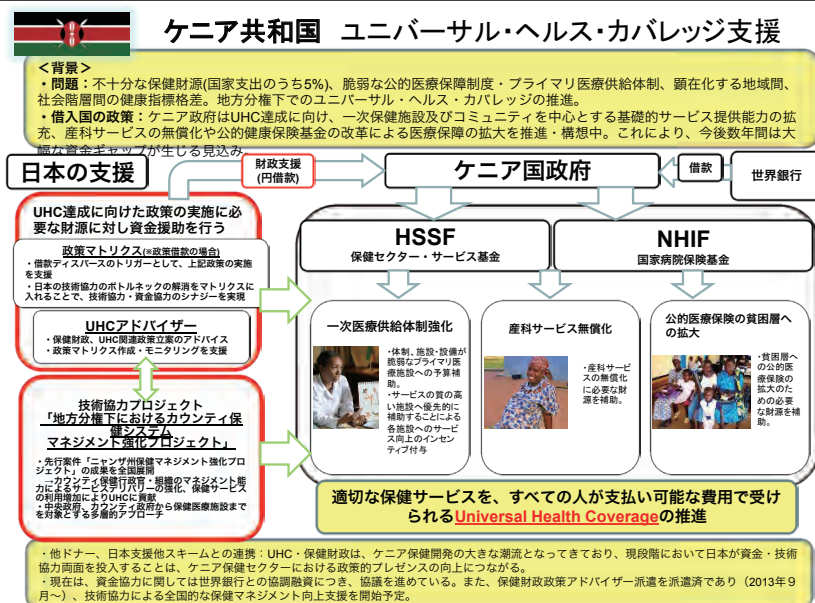 ケニア共和国 ユニバーサル・ヘルス・カバレッジ支援
＜背景＞
・問題：不十分な保健財源(国家支出のうち5%)、脆弱な公的医療保障制度・プライマリ医療供給体制、顕在化する地域間、
社会階層間の健康指標格差。地方分権下でのユニバーサル・ヘルス・カバレッジの推進。
・借入国の政策：ケニア政府はUHC達成に向け、一次保健施設及びコミュニティを中心とする基礎的サービス提供能力の拡
充、産科サービスの無償化や公的健康保険基金の改革による医療保障の拡大を推進・構想中。これにより、今後数年間は大
幅な資金ギャップが生じる見込み
日本の支援
財政支援
(円借款)
ケニア国政府
借款
世界銀行
UHC達成に向けた政策の実施に必
要な財源に対し資金援助を行う
政策マトリクス(※政策借款の場合)
・借款ディスバースのトリガーとして、上記政策の実施
を支援
・日本の技術協力のボトルネックの解消をマトリクスに
入れることで、技術協力・資金協力のシナジーを実現
UHCアドバイザー
・保健財政、UHC関連政策立案のアドバイス
・政策マトリクス作成・モニタリングを支援
技術協力プロジェクト
「地方分権下におけるカウンティ保
健システム
マネジメント強化プロジェクト」
・先行案件「ニャンザ州保健マネジメント強化プロ
ジェクト」の成果を全国展開
→カウンティ保健行政官・組織のマネジメント能
力によるサービスデリバリーの強化、保健サービス
の利用増加によりUHCに貢献
・中央政府、カウンティ政府から保健医療施設まで
を対象とする多層的アプローチ
HSSF
保健セクター・サービス基金
NHIF
国家病院保険基金
一次医療供給体制強化
・体制、施設・設備が
脆弱なプライマリ医
療施設への予算補
助。
・サービスの質の高
い施設へ優先的に
補助することによる
各施設へのサービ
ス向上のインセン
ティブ付与
産科サービス無償化
・産科サービ
スの無償化
に必要な財
源を補助。
公的医療保険の貧困層へ
の拡大
・貧困層へ
の公的医
療保険の
拡大のた
めの必要
な財源を補
助。
適切な保健サービスを、すべての人が支払い可能な費用で受け
られるUniversal Health Coverageの推進
・他ドナー、日本支援他スキームとの連携：UHC・保健財政は、ケニア保健開発の大きな潮流となってきており、現段階において日本が資金・技術
協力両面を投入することは、ケニア保健セクターにおける政策的プレゼンスの向上につながる。
・現在は、資金協力に関しては世界銀行との協調融資につき、協議を進めている。また、保健財政政策アドバイザー派遣を派遣済であり（2013年９
月～）、技術協力による全国的な保健マネジメント向上支援を開始予定。